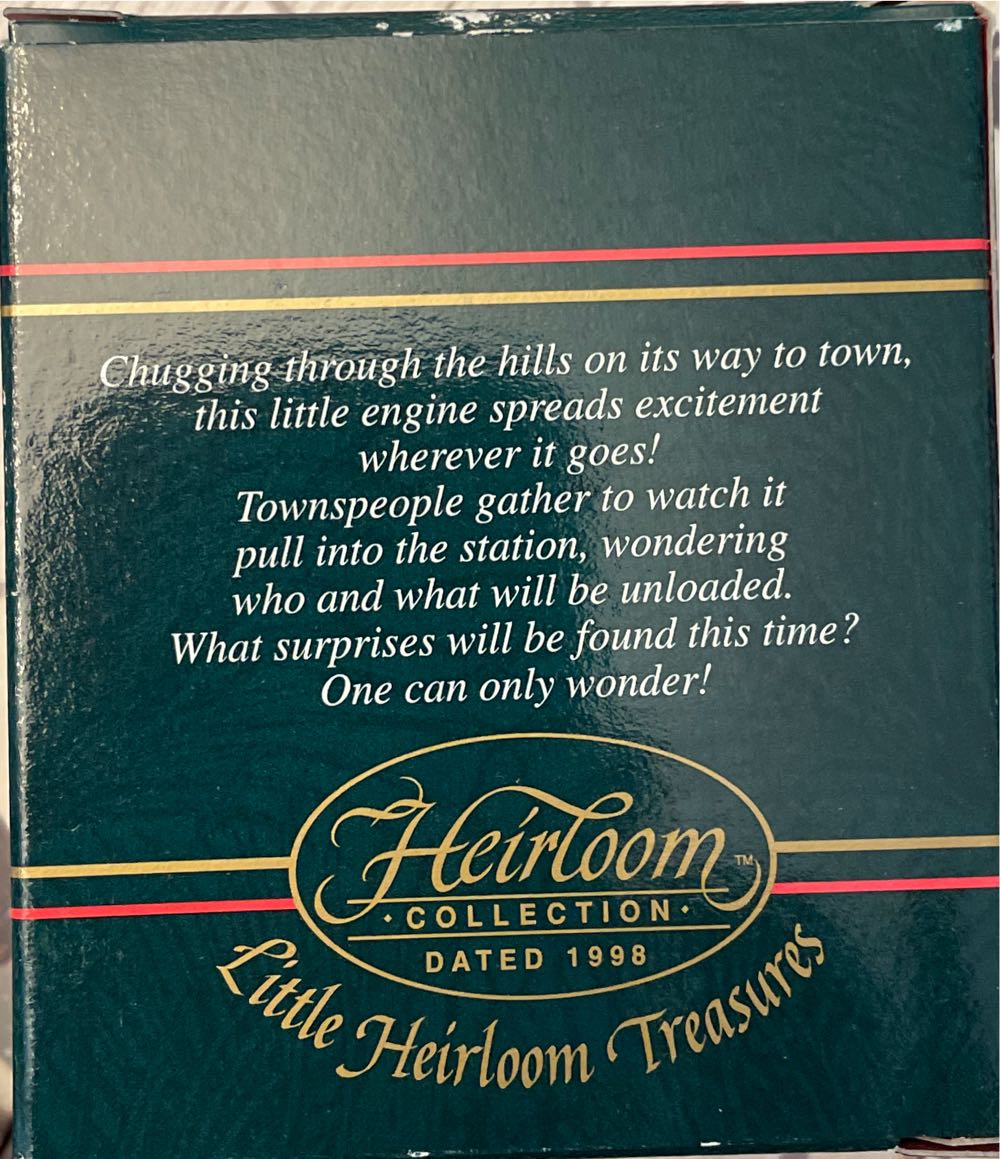 Chugging through the hills on its way to town,
this little engine spreads excitement
wherever it goes!
Townspeople gather to watch it
pull into the station, wondering
who and what will be unloaded.
What surprises will be found this time?
One can only wonder!
Heirloom™
·COLLECTION·
DATED 1998
Little Heirloom Treasures